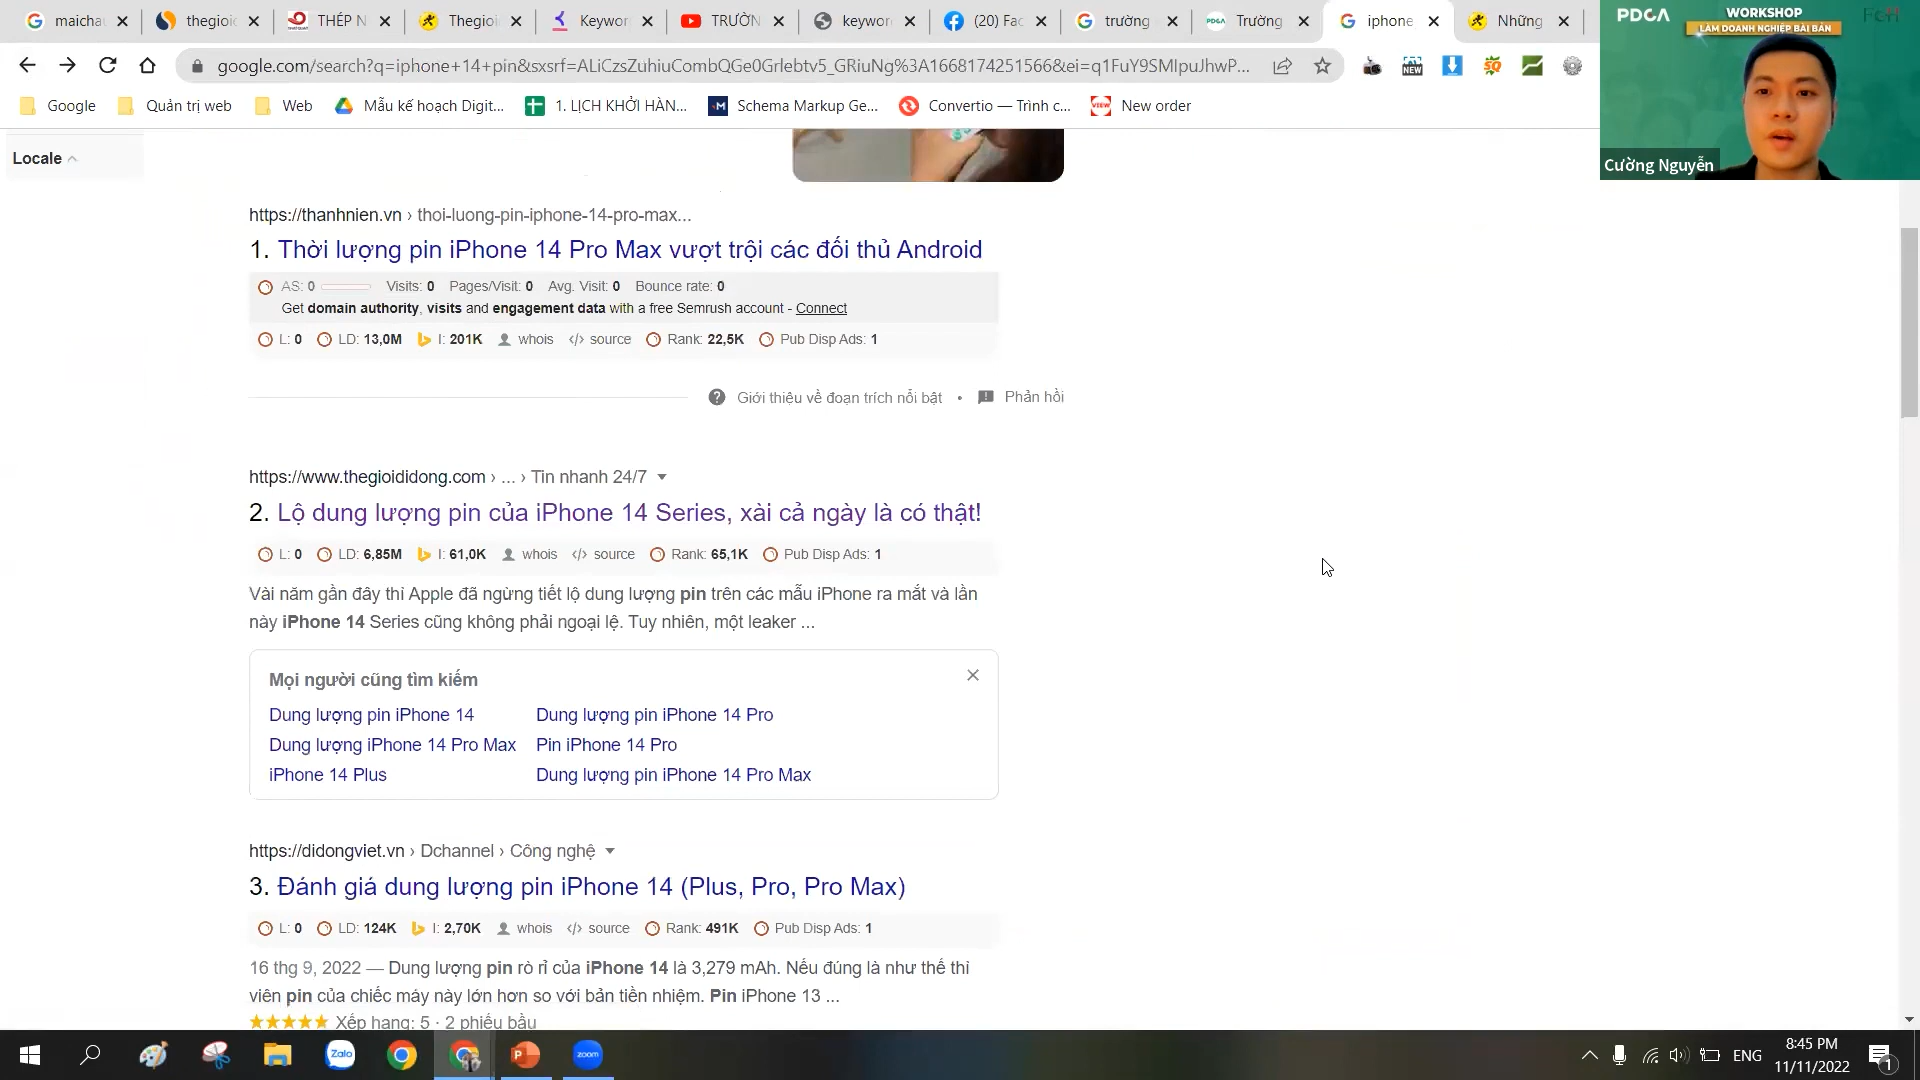 maichau
thegioid
THÉP N
Thegioi
Keywor
TRƯỜN
keywor
(20) Fac
trường
Trường
iphone
Những
google.com/search?q=iphone+14+pin&sxsrf=ALiCzsZuhiuCombQGe0Grlebtv5_GRiuNg%3A1668174251566&ei=q1FuY9SMIpuJhwP...
Google
Quản trị web
Web
Mẫu kế hoạch Digit...
1. LỊCH KHỞI HÀN...
Schema Markup Ge...
Convertio — Trình c...
New order
PDCA
WORKSHOP
LÀM DOANH NGHIỆP BÀI BẢN
Cường Nguyễn
Locale
https://thanhnien.vn › thoi-luong-pin-iphone-14-pro-max...
1. Thời lượng pin iPhone 14 Pro Max vượt trội các đối thủ Android
AS: 0 Visits: 0 Pages/Visit: 0 Avg. Visit: 0 Bounce rate: 0
Get domain authority, visits and engagement data with a free Semrush account - Connect
L: 0 LD: 13,0M I: 201K whois </> source Rank: 22,5K Pub Disp Ads: 1
Giới thiệu về đoạn trích nổi bật • Phản hồi
https://www.thegioididong.com › ... › Tin nhanh 24/7
2. Lộ dung lượng pin của iPhone 14 Series, xài cả ngày là có thật!
L: 0 LD: 6,85M I: 61,0K whois </> source Rank: 65,1K Pub Disp Ads: 1
Vài năm gần đây thì Apple đã ngừng tiết lộ dung lượng pin trên các mẫu iPhone ra mắt và lần
này iPhone 14 Series cũng không phải ngoại lệ. Tuy nhiên, một leaker ...
Mọi người cũng tìm kiếm
Dung lượng pin iPhone 14 Dung lượng pin iPhone 14 Pro
Dung lượng iPhone 14 Pro Max Pin iPhone 14 Pro
iPhone 14 Plus Dung lượng pin iPhone 14 Pro Max
https://didongviet.vn › Dchannel › Công nghệ
3. Đánh giá dung lượng pin iPhone 14 (Plus, Pro, Pro Max)
L: 0 LD: 124K I: 2,70K whois </> source Rank: 491K Pub Disp Ads: 1
16 thg 9, 2022 — Dung lượng pin rò rỉ của iPhone 14 là 3,279 mAh. Nếu đúng là như thế thì
viên pin của chiếc máy này lớn hơn so với bản tiền nhiệm. Pin iPhone 13 ...
Xếp hạng: 5 · 2 phiếu bầu
Zalo
zoom
ENG
8:45 PM
11/11/2022
1